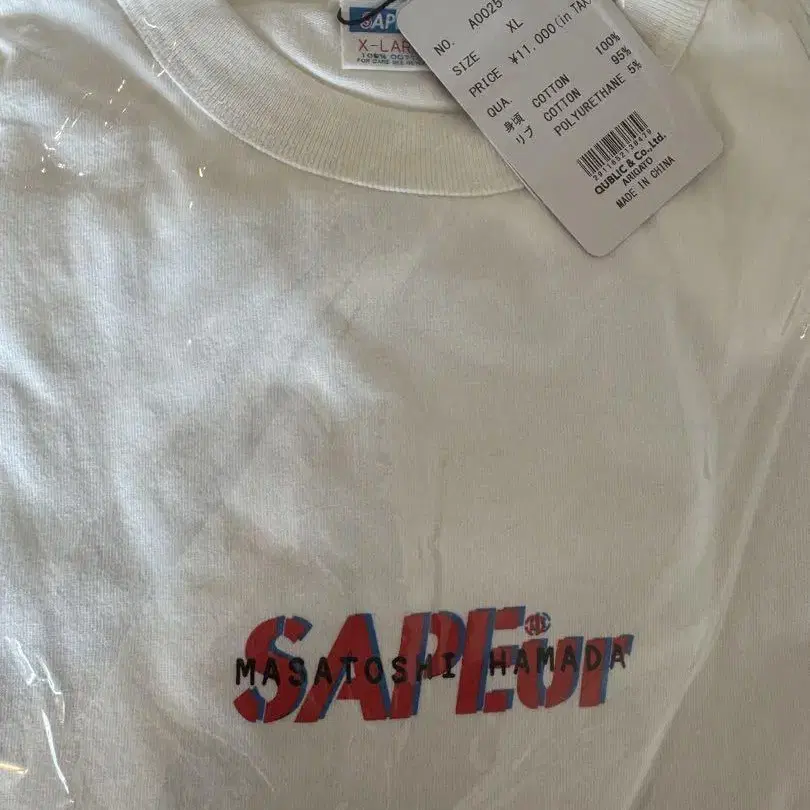 X-LAR
NO. A0025
SIZE XL
PRICE ¥11,000(in TAX
QUA. COTTON 100%
身頃 COTTON 95%
リブ POLYURETHANE 5%
QUBLIC & Co.,Ltd.
ARIGATO
MADE IN CHINA
SAPEur
MASATOSHI HAMADA